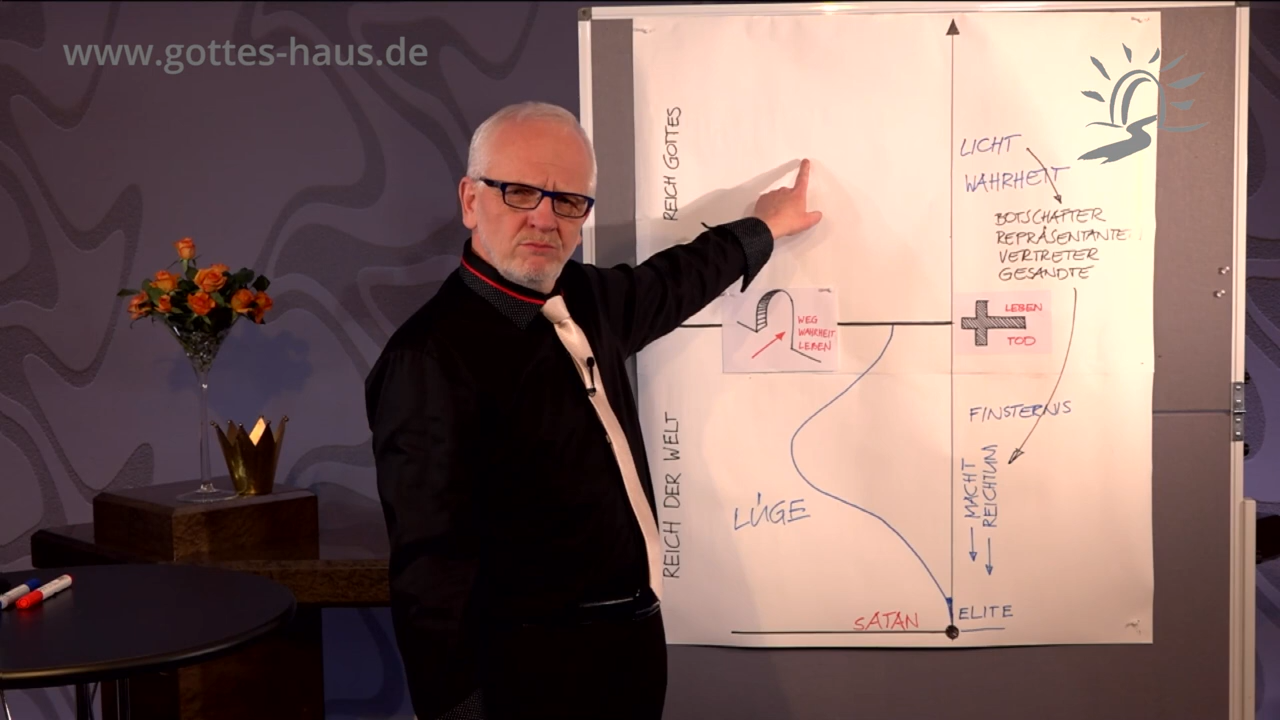 www.gottes-haus.de
REICH GOTTES
LICHT
WAHRHEIT
BOTSCHAFTER
REPRÄSENTANTE
VERTRETER
GESANDTE
WEG
WAHRHEIT
LEBEN
LEBEN
TOD
REICH DER WELT
FINSTERNIS
MACHT
REICHTUM
LÜGE
SATAN
ELITE